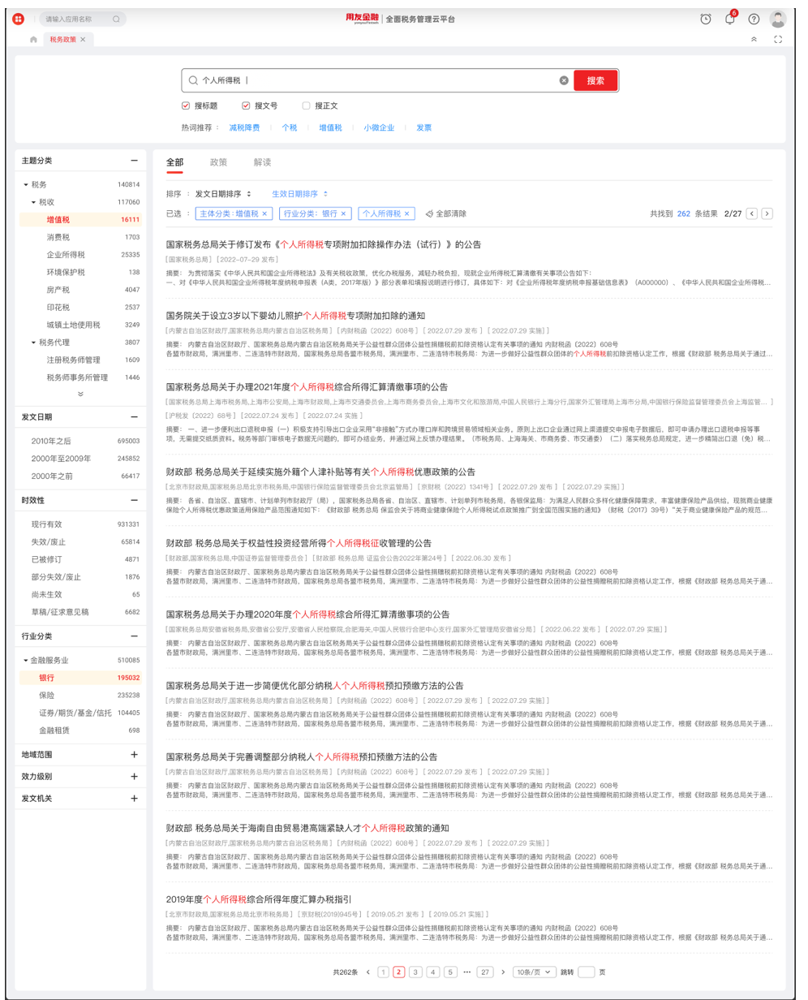 请输入应用名称
用友金融 | 全面税务管理云平台
6
税务政策 ×
个人所得税
搜索
搜标题 搜文号 搜正文
热词推荐 : 减税降费 个税 增值税 小微企业 发票
主题分类 —
税务 140814
税收 117060
增值税 16111
消费税 1703
企业所得税 25335
环境保护税 138
房产税 4047
印花税 2537
城镇土地使用税 3249
税务代理 3807
注册税务师管理 1609
税务师事务所管理 1446
发文日期 —
2010年之后 695003
2000年至2009年 245852
2000年之前 66417
时效性 —
现行有效 931331
失效/废止 65814
已被修订 4871
部分失效/废止 1876
尚未生效 65
草稿/征求意见稿 6682
行业分类 —
金融服务业 510085
银行 195032
保险 235238
证券/期货/基金/信托 104405
金融租赁 698
地域范围 +
效力级别 +
发文机关 +
全部 政策 解读
排序 : 发文日期排序 生效日期排序
已选 : 主体分类:增值税 × 行业分类: 银行 × 个人所得税 × 全部清除 共找到 262 条结果 2/27 < >
国家税务总局关于修订发布《个人所得税专项附加扣除操作办法（试行）》的公告
[国家税务总局] [2022-07-29 发布]
摘要: 为贯彻落实《中华人民共和国企业所得税法》及有关税收政策，优化办税服务，减轻办税负担，现就企业所得税汇算清缴有关事项公告如下:
一、对《中华人民共和国企业所得税年度纳税申报表（A类，2017年版）》部分表单和填报说明进行修订，具体如下：对《企业所得税年度纳税申报基础信息表》（A000000）、《中华人民共和国企业所得税...
国务院关于设立3岁以下婴幼儿照护个人所得税专项附加扣除的通知
[内蒙古自治区财政厅,国家税务总局内蒙古自治区税务局] [内财税函〔2022〕608号] [2022.07.29 发布] [2022.07.29 实施]]
摘要: 内蒙古自治区财政厅、国家税务总局内蒙古自治区税务局关于公益性群众团体公益性捐赠税前扣除资格认定有关事项的通知 内财税函〔2022〕608号
各盟市财政局，满洲里市、二连浩特市财政局，国家税务总局各盟市税务局，满洲里市、二连浩特市税务局：为进一步做好公益性群众团体的个人所得税前扣除资格认定工作，根据《财政部 税务总局关于通过...
国家税务总局关于办理2021年度个人所得税综合所得汇算清缴事项的公告
[国家税务总局上海市税务局,上海市公安局,上海市财政局,上海市交通委员会,上海市商务委员会,上海市文化和旅游局,中国人民银行上海分行,国家外汇管理局上海市分局,中国银行保险监督管理委员会上海监管... ]
[沪税发〔2022〕68号] [2022.07.24发布] [2022.07.24 实施 ]
摘要: 一、进一步便利出口退税申报（一）积极支持引导出口企业采用“非接触”方式办理口岸和跨境贸易领域相关业务。原则上出口企业通过网上渠道提交申报电子数据后，即可申请办理出口退税申报等事
项，无需提交纸质资料。税务等部门审核电子数据无问题的，即可办结业务，并通过网上反馈办理结果。（市税务局、上海海关、市商务委、市交通委）（二）落实税务总局规定，进一步精简出口退（免）税...
财政部 税务总局关于延续实施外籍个人津补贴等有关个人所得税优惠政策的公告
[北京市财政局,国家税务总局北京市税务局,中国银行保险监督管理委员会北京监管局] [京财税〔2022〕1341号] [2022.07.29 发布] [2022.07.29 实施]]
摘要: 各省、自治区、直辖市、计划单列市财政厅（局），国家税务总局各省、自治区、直辖市、计划单列市税务局，各银保监局：为满足人民群众多样化健康保障需求，丰富健康保险产品供给，现就商业健康
保险个人所得税优惠政策适用保险产品范围通知如下：《财政部 税务总局 保监会关于将商业健康保险个人所得税试点政策推广到全国范围实施的通知》（财税〔2017〕39号）“关于商业健康保险产品的规范...
财政部 税务总局关于权益性投资经营所得个人所得税征收管理的公告
[财政部,国家税务总局,中国证券监督管理委员会] [财政部 税务总局 证监会公告2022年第24号] [2022.06.30 发布]
摘要: 内蒙古自治区财政厅、国家税务总局内蒙古自治区税务局关于公益性群众团体公益性捐赠税前扣除资格认定有关事项的通知 内财税函〔2022〕608号
各盟市财政局，满洲里市、二连浩特市财政局，国家税务总局各盟市税务局，满洲里市、二连浩特市税务局：为进一步做好公益性群众团体的公益性捐赠税前扣除资格认定工作，根据《财政部 税务总局关于通...
国家税务总局关于办理2020年度个人所得税综合所得汇算清缴事项的公告
[国家税务总局安徽省税务局,安徽省公安厅,安徽省人民检察院,合肥海关,中国人民银行合肥中心支行,国家外汇管理局安徽省分局] [2022.06.22 发布] [2022.07.29 实施]]
摘要: 内蒙古自治区财政厅、国家税务总局内蒙古自治区税务局关于公益性群众团体公益性捐赠税前扣除资格认定有关事项的通知 内财税函〔2022〕608号
各盟市财政局，满洲里市、二连浩特市财政局，国家税务总局各盟市税务局，满洲里市、二连浩特市税务局：为进一步做好公益性群众团体的公益性捐赠税前扣除资格认定工作，根据《财政部 税务总局关于通...
国家税务总局关于进一步简便优化部分纳税人个人所得税预扣预缴方法的公告
[内蒙古自治区财政厅,国家税务总局内蒙古自治区税务局] [内财税函〔2022〕608号] [2022.07.29 发布] [2022.07.29 实施]]
摘要: 内蒙古自治区财政厅、国家税务总局内蒙古自治区税务局关于公益性群众团体公益性捐赠税前扣除资格认定有关事项的通知 内财税函〔2022〕608号
各盟市财政局，满洲里市、二连浩特市财政局，国家税务总局各盟市税务局，满洲里市、二连浩特市税务局：为进一步做好公益性群众团体的公益性捐赠税前扣除资格认定工作，根据《财政部 税务总局关于通...
国家税务总局关于完善调整部分纳税人个人所得税预扣预缴方法的公告
[内蒙古自治区财政厅,国家税务总局内蒙古自治区税务局] [内财税函〔2022〕608号] [2022.07.29 发布] [2022.07.29 实施]]
摘要: 内蒙古自治区财政厅、国家税务总局内蒙古自治区税务局关于公益性群众团体公益性捐赠税前扣除资格认定有关事项的通知 内财税函〔2022〕608号
各盟市财政局，满洲里市、二连浩特市财政局，国家税务总局各盟市税务局，满洲里市、二连浩特市税务局：为进一步做好公益性群众团体的公益性捐赠税前扣除资格认定工作，根据《财政部 税务总局关于通...
财政部 税务总局关于海南自由贸易港高端紧缺人才个人所得税政策的通知
[内蒙古自治区财政厅,国家税务总局内蒙古自治区税务局] [内财税函〔2022〕608号] [2022.07.29 发布] [2022.07.29 实施]]
摘要: 内蒙古自治区财政厅、国家税务总局内蒙古自治区税务局关于公益性群众团体公益性捐赠税前扣除资格认定有关事项的通知 内财税函〔2022〕608号
各盟市财政局，满洲里市、二连浩特市财政局，国家税务总局各盟市税务局，满洲里市、二连浩特市税务局：为进一步做好公益性群众团体的公益性捐赠税前扣除资格认定工作，根据《财政部 税务总局关于通...
2019年度个人所得税综合所得年度汇算办税指引
[北京市财政局,国家税务总局北京市税务局] [京财税(2019)945号] [2019.05.21 发布] [2019.05.21 实施]]
摘要: 内蒙古自治区财政厅、国家税务总局内蒙古自治区税务局关于公益性群众团体公益性捐赠税前扣除资格认定有关事项的通知 内财税函〔2022〕608号
各盟市财政局，满洲里市、二连浩特市财政局，国家税务总局各盟市税务局，满洲里市、二连浩特市税务局：为进一步做好公益性群众团体的公益性捐赠税前扣除资格认定工作，根据《财政部 税务总局关于通...
共262条 < 1 2 3 4 5 ••• 27 > 10条/页 跳转 页